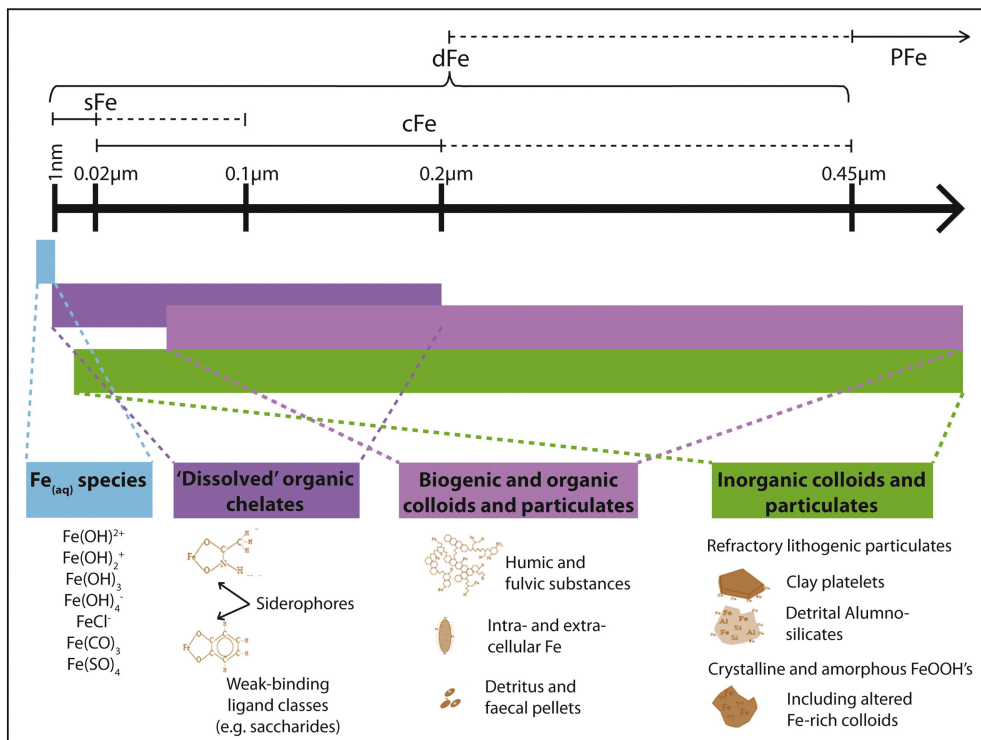 dFe
PFe
sFe
cFe
1nm
0.02µm
0.1µm
0.2µm
0.45µm
Fe(aq) species
'Dissolved' organic
chelates
Biogenic and organic
colloids and particulates
Inorganic colloids and
particulates
Fe(OH)²⁺
Fe(OH)₂⁺
Fe(OH)₃
Fe(OH)₄⁻
FeCl⁻
Fe(CO)₃
Fe(SO)₄
Siderophores
Weak-binding
ligand classes
(e.g. saccharides)
Humic and
fulvic substances
Intra- and extra-
cellular Fe
Detritus and
faecal pellets
Refractory lithogenic particulates
Clay platelets
Detrital Alumno-
silicates
Crystalline and amorphous FeOOH's
Including altered
Fe-rich colloids